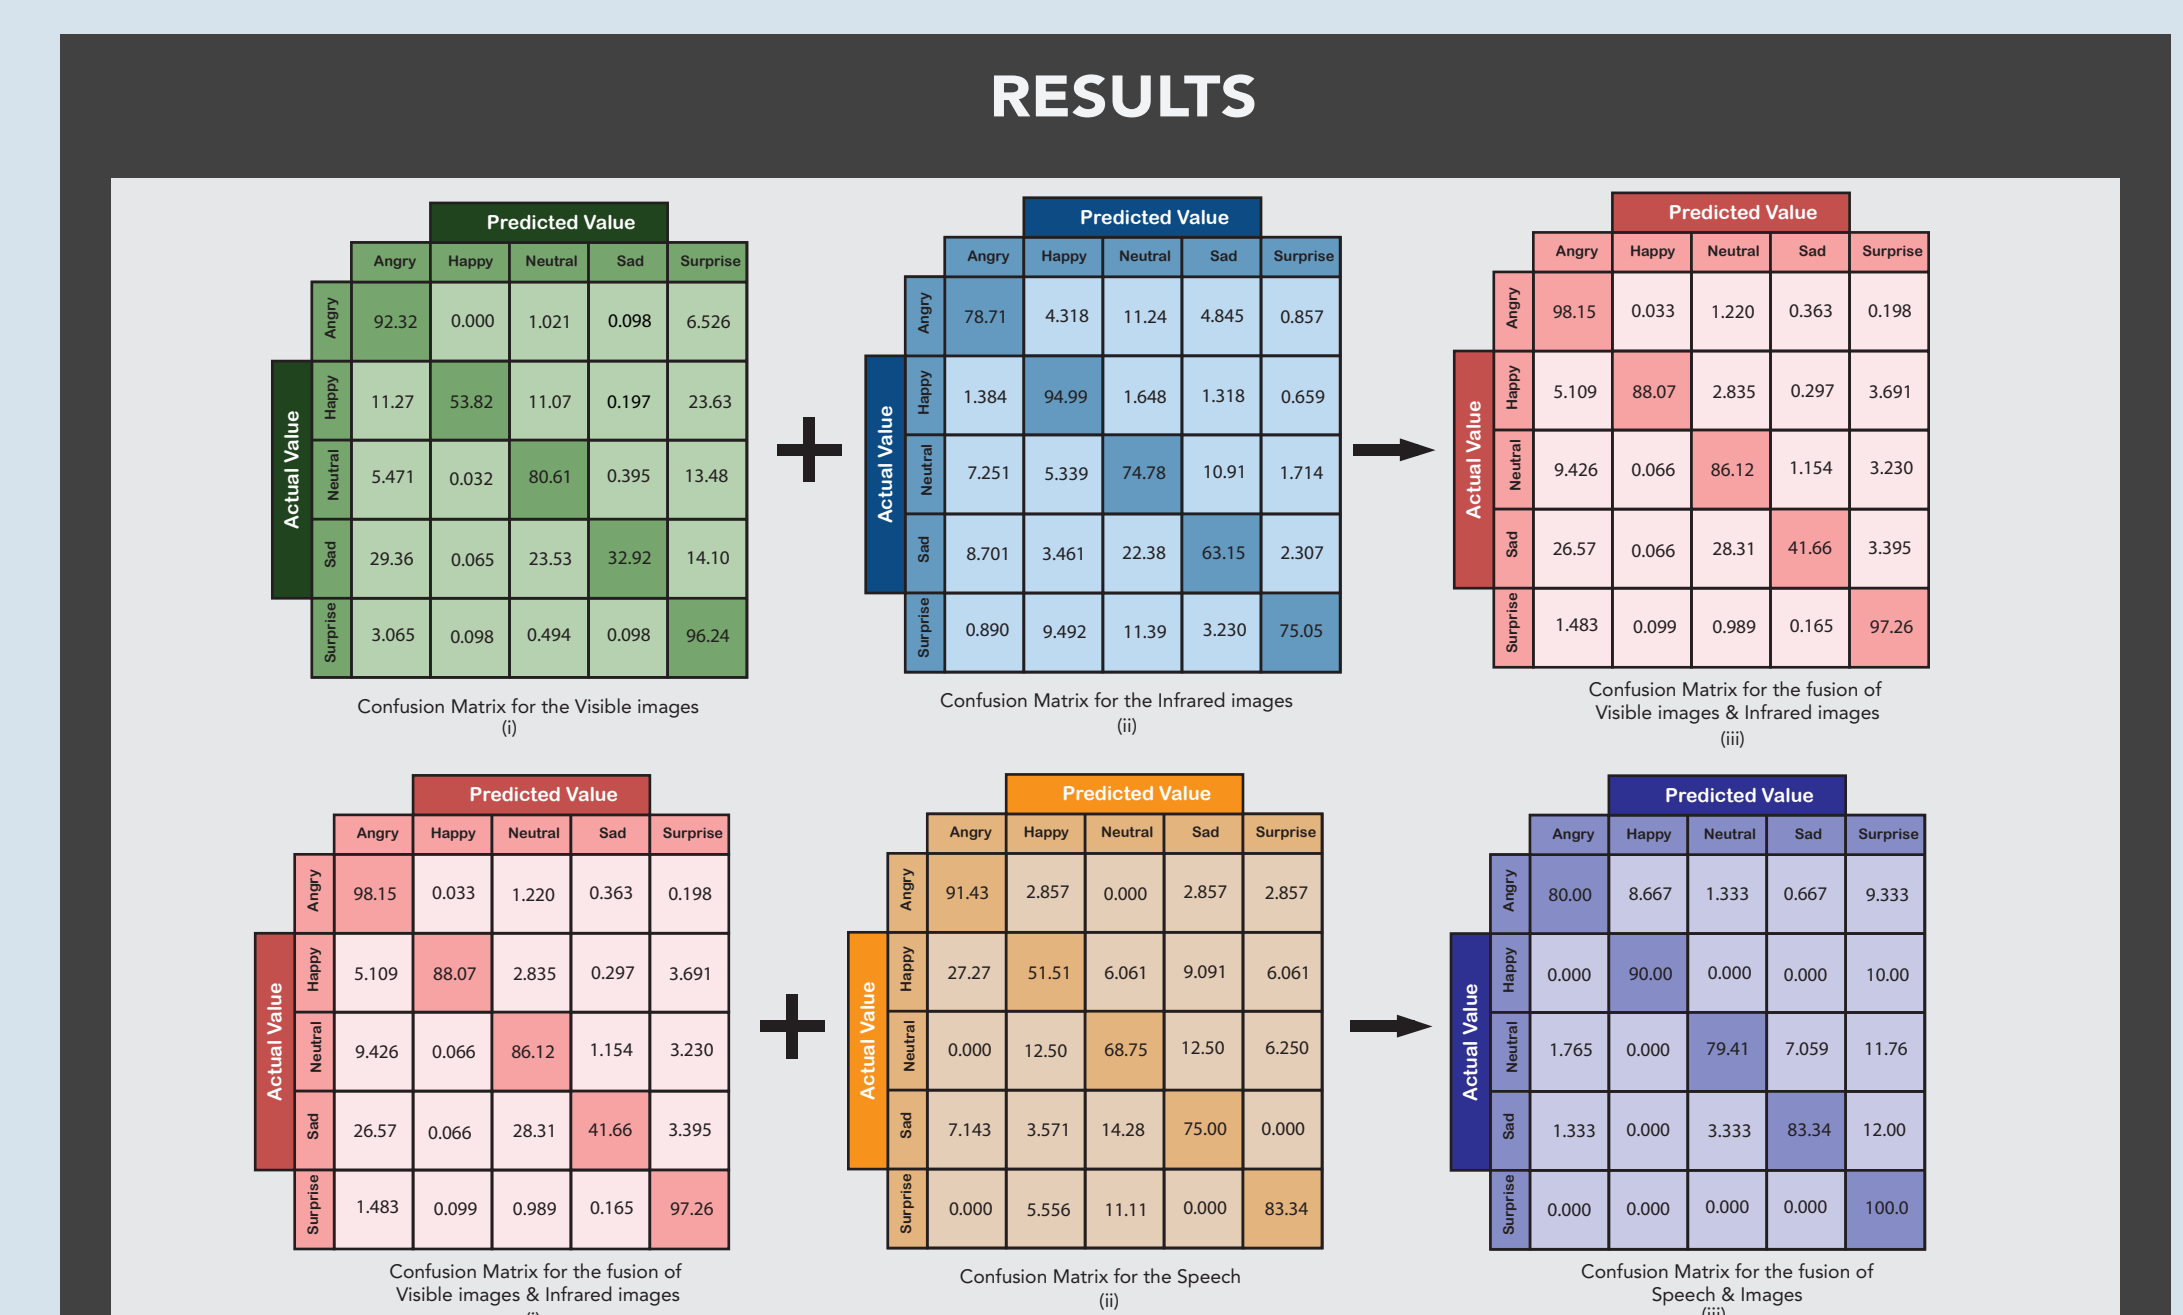 RESULTS
Predicted Value
Angry Happy Neutral Sad Surprise
Actual Value
Angry 92.32 0.000 1.021 0.098 6.526
Happy 11.27 53.82 11.07 0.197 23.63
Neutral 5.471 0.032 80.61 0.395 13.48
Sad 29.36 0.065 23.53 32.92 14.10
Surprise 3.065 0.098 0.494 0.098 96.24
Confusion Matrix for the Visible images
(i)
Predicted Value
Angry Happy Neutral Sad Surprise
Actual Value
Angry 78.71 4.318 11.24 4.845 0.857
Happy 1.384 94.99 1.648 1.318 0.659
Neutral 7.251 5.339 74.78 10.91 1.714
Sad 8.701 3.461 22.38 63.15 2.307
Surprise 0.890 9.492 11.39 3.230 75.05
Confusion Matrix for the Infrared images
(ii)
Predicted Value
Angry Happy Neutral Sad Surprise
Actual Value
Angry 98.15 0.033 1.220 0.363 0.198
Happy 5.109 88.07 2.835 0.297 3.691
Neutral 9.426 0.066 86.12 1.154 3.230
Sad 26.57 0.066 28.31 41.66 3.395
Surprise 1.483 0.099 0.989 0.165 97.26
Confusion Matrix for the fusion of
Visible images & Infrared images
(iii)
Predicted Value
Angry Happy Neutral Sad Surprise
Actual Value
Angry 98.15 0.033 1.220 0.363 0.198
Happy 5.109 88.07 2.835 0.297 3.691
Neutral 9.426 0.066 86.12 1.154 3.230
Sad 26.57 0.066 28.31 41.66 3.395
Surprise 1.483 0.099 0.989 0.165 97.26
Confusion Matrix for the fusion of
Visible images & Infrared images
Predicted Value
Angry Happy Neutral Sad Surprise
Actual Value
Angry 91.43 2.857 0.000 2.857 2.857
Happy 27.27 51.51 6.061 9.091 6.061
Neutral 0.000 12.50 68.75 12.50 6.250
Sad 7.143 3.571 14.28 75.00 0.000
Surprise 0.000 5.556 11.11 0.000 83.34
Confusion Matrix for the Speech
(ii)
Predicted Value
Angry Happy Neutral Sad Surprise
Actual Value
Angry 80.00 8.667 1.333 0.667 9.333
Happy 0.000 90.00 0.000 0.000 10.00
Neutral 1.765 0.000 79.41 7.059 11.76
Sad 1.333 0.000 3.333 83.34 12.00
Surprise 0.000 0.000 0.000 0.000 100.0
Confusion Matrix for the fusion of
Speech & Images